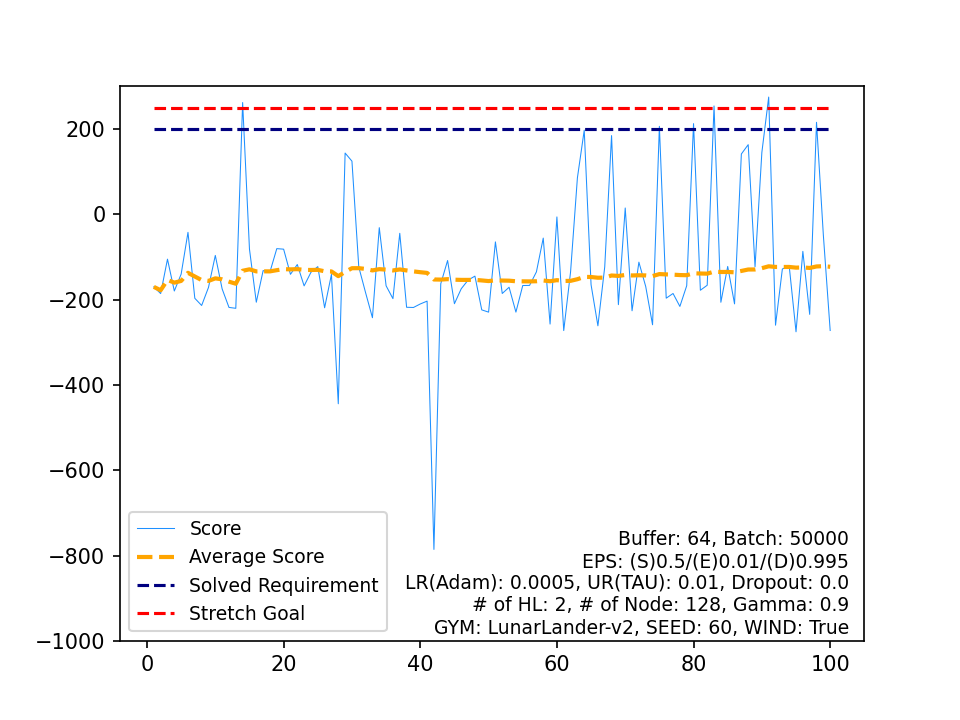 200
0
−200
−400
−600
−800
−1000
0
20
40
60
80
100
Score
Average Score
Solved Requirement
Stretch Goal
Buffer: 64, Batch: 50000
EPS: (S)0.5/(E)0.01/(D)0.995
LR(Adam): 0.0005, UR(TAU): 0.01, Dropout: 0.0
# of HL: 2, # of Node: 128, Gamma: 0.9
GYM: LunarLander-v2, SEED: 60, WIND: True